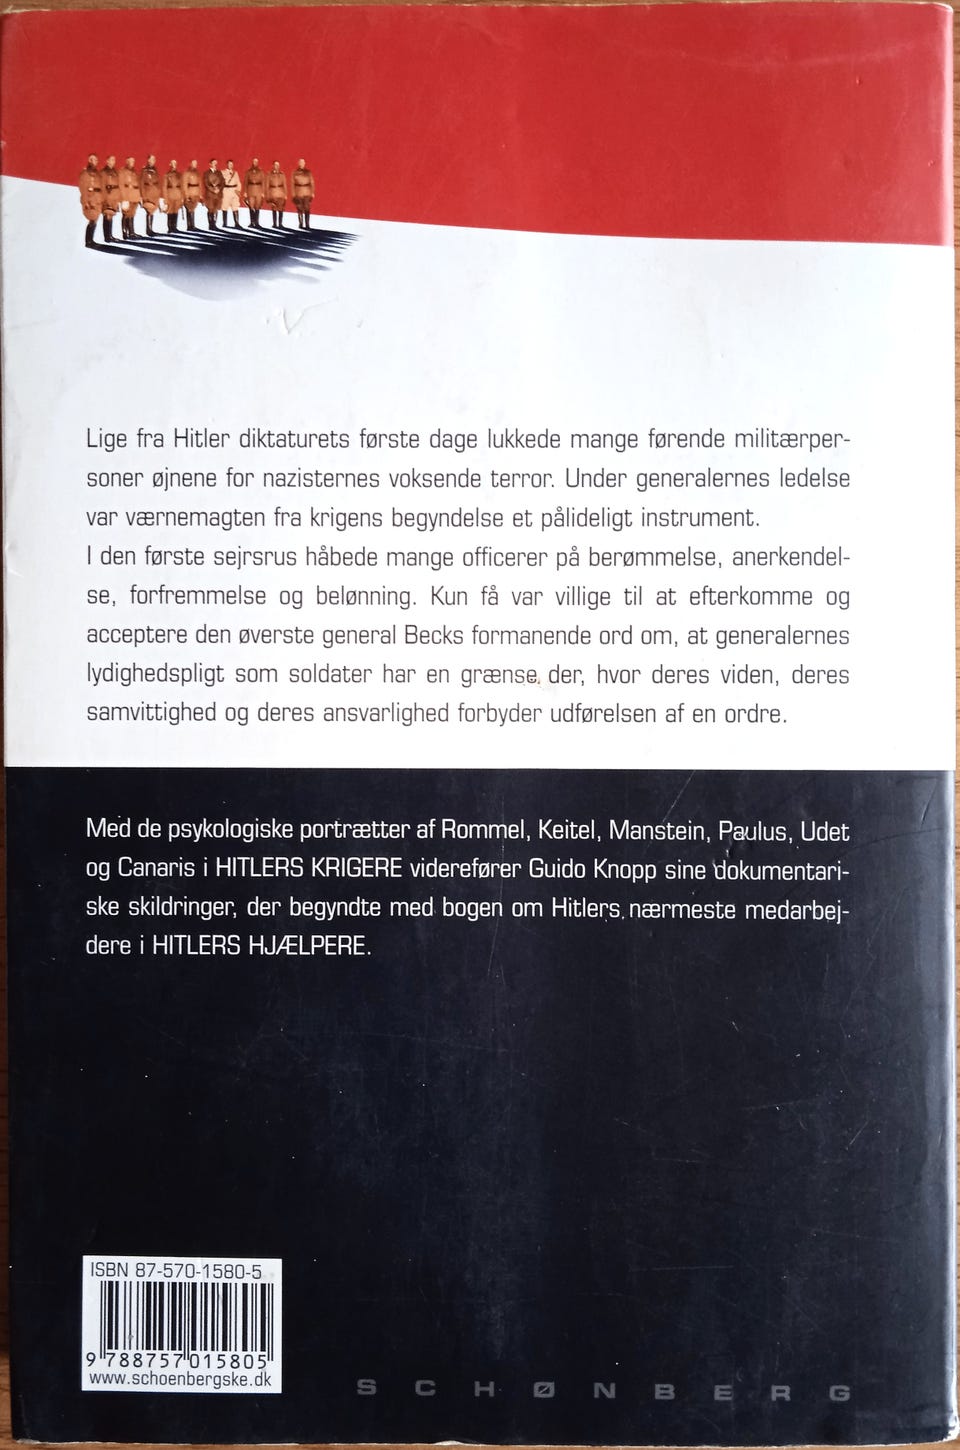 Lige fra Hitler diktaturets første dage lukkede mange førende militærper-
soner øjnene for nazisternes voksende terror. Under generalernes ledelse
var værnemagten fra krigens begyndelse et pålideligt instrument.
I den første sejrsrus håbede mange officerer på berømmelse, anerkendel-
se, forfremmelse og belønning. Kun få var villige til at efterkomme og
acceptere den øverste general Becks formanende ord om, at generalernes
lydighedspligt som soldater har en grænse, der, hvor deres viden, deres
samvittighed og deres ansvarlighed forbyder udførelsen af en ordre.
Med de psykologiske portrætter af Rommel, Keitel, Manstein, Paulus, Udet
og Canaris i HITLERS KRIGERE viderefører Guido Knopp sine dokumentari-
ske skildringer, der begyndte med bogen om Hitlers nærmeste medarbej-
dere i HITLERS HJÆLPERE.
ISBN 87-570-1580-5
9 788757 015805
www.schoenbergske.dk
SCHØNBERG